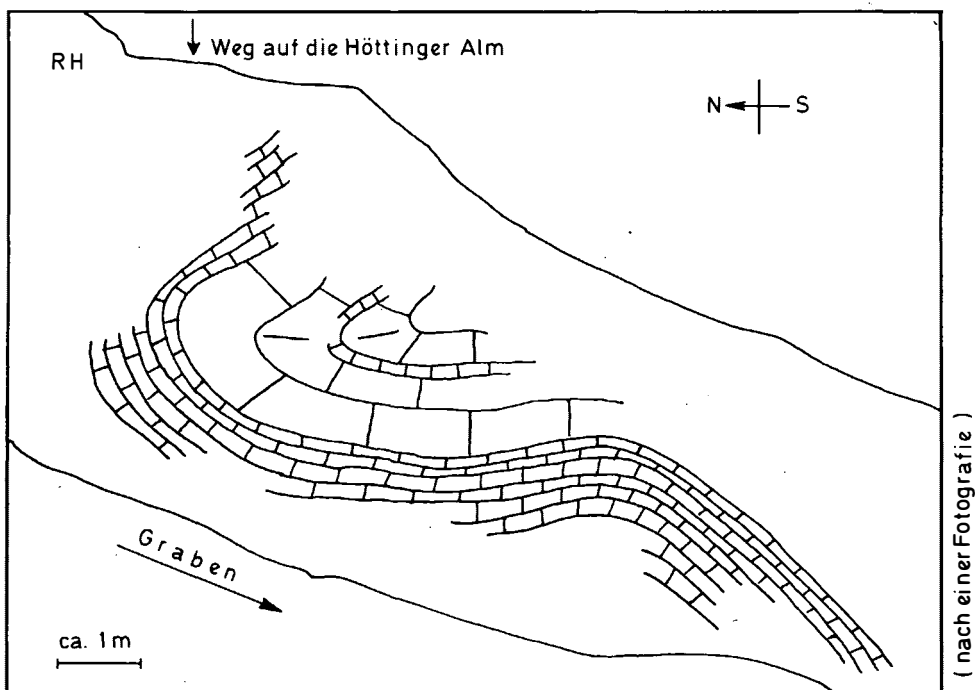 RH
Weg auf die Höttinger Alm
N S
Graben
ca. 1m
( nach einer Fotografie )